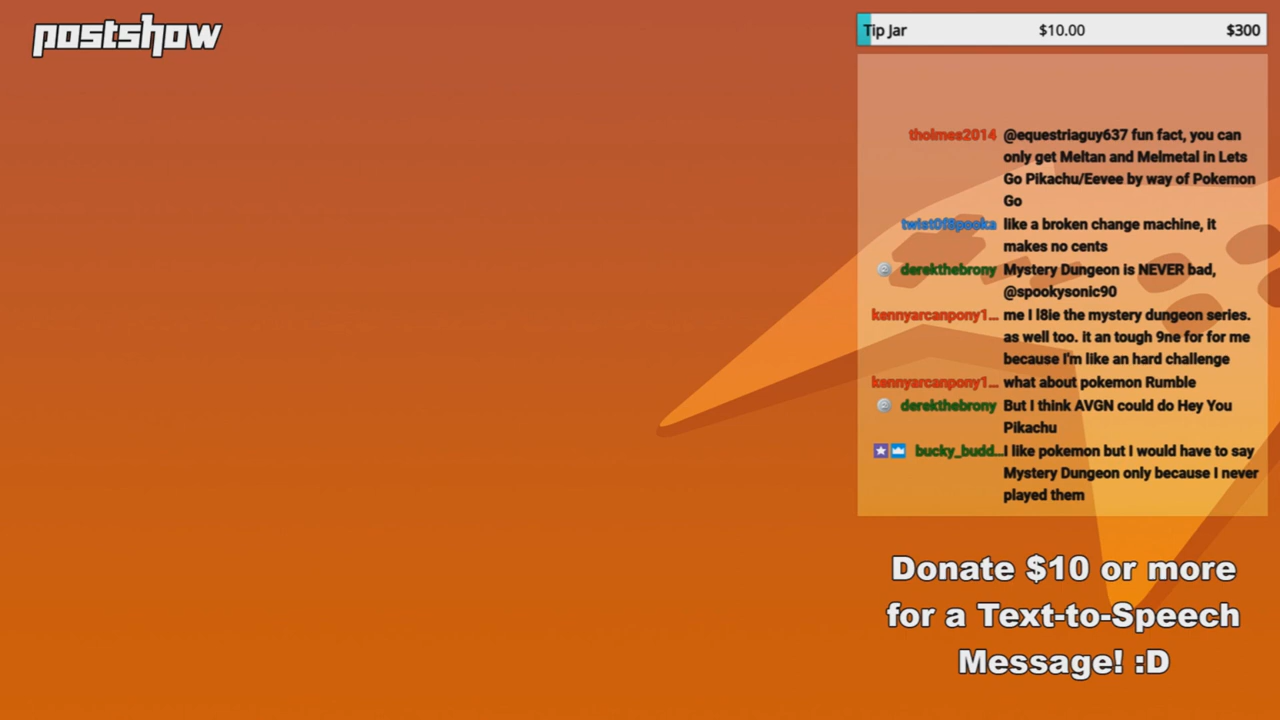 postshow
Tip Jar $10.00 $300
tholmes2014 @equestriaguy637 fun fact, you can
only get Meltan and Melmetal in Lets
Go Pikachu/Eevee by way of Pokemon
Go
twistOfSpooks like a broken change machine, it
makes no cents
derekthebrony Mystery Dungeon is NEVER bad,
@spookysonic90
kennyarcanpony1... me I l8ie the mystery dungeon series.
as well too. it an tough 9ne for for me
because I'm like an hard challenge
kennyarcanpony1... what about pokemon Rumble
derekthebrony But I think AVGN could do Hey You
Pikachu
bucky_budd... I like pokemon but I would have to say
Mystery Dungeon only because I never
played them
Donate $10 or more
for a Text-to-Speech
Message! :D